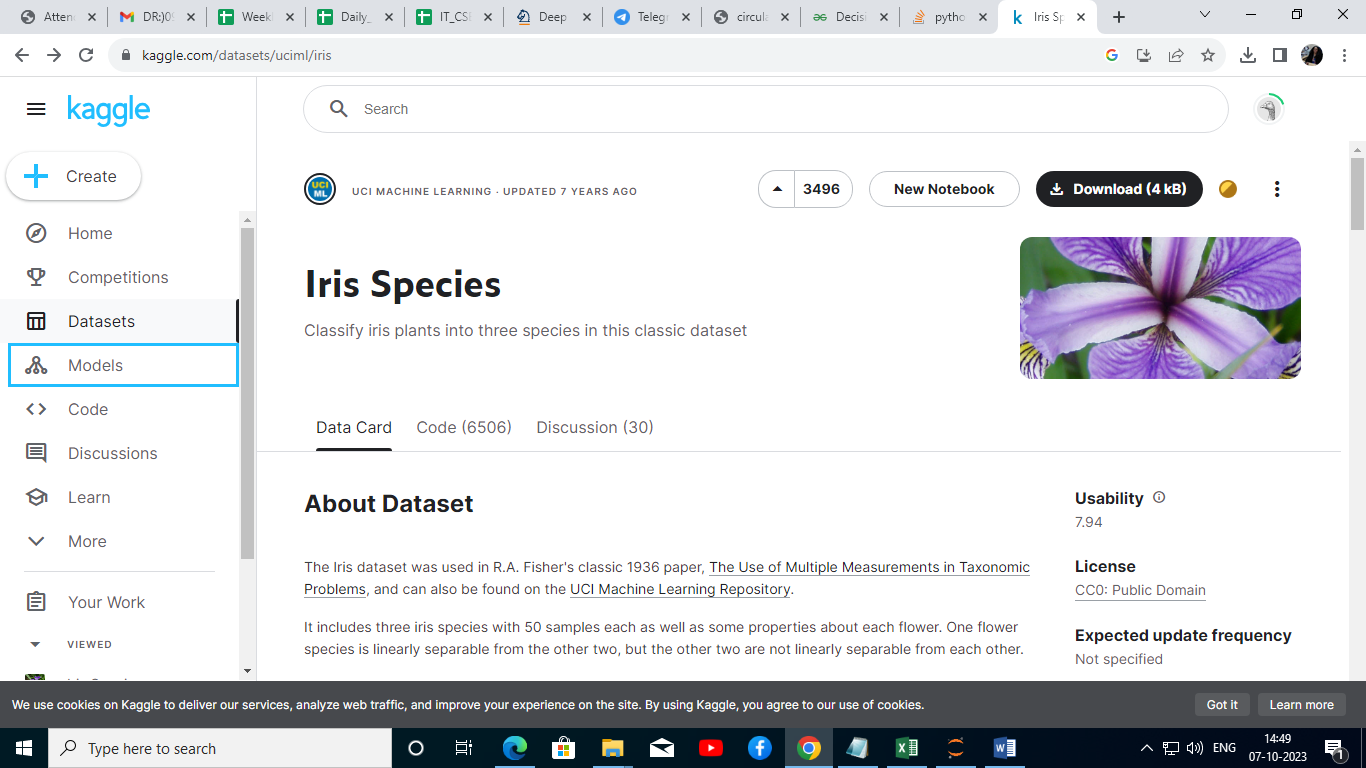 Atten
DR:)09
Weekl
Daily_
IT_CSE
Deep
Telegr
circula
Decisi
pytho
Iris Sp
kaggle.com/datasets/uciml/iris
kaggle
Search
Create
UCI ML
UCI MACHINE LEARNING · UPDATED 7 YEARS AGO
3496
New Notebook
Download (4 kB)
Home
Competitions
Datasets
Models
Code
Discussions
Learn
More
Your Work
VIEWED
Iris Species
Classify iris plants into three species in this classic dataset
Data Card
Code (6506)
Discussion (30)
About Dataset
The Iris dataset was used in R.A. Fisher's classic 1936 paper, The Use of Multiple Measurements in Taxonomic
Problems, and can also be found on the UCI Machine Learning Repository.
It includes three iris species with 50 samples each as well as some properties about each flower. One flower
species is linearly separable from the other two, but the other two are not linearly separable from each other.
Usability
7.94
License
CC0: Public Domain
Expected update frequency
Not specified
We use cookies on Kaggle to deliver our services, analyze web traffic, and improve your experience on the site. By using Kaggle, you agree to our use of cookies.
Got it
Learn more
Type here to search
ENG
14:49
07-10-2023
1